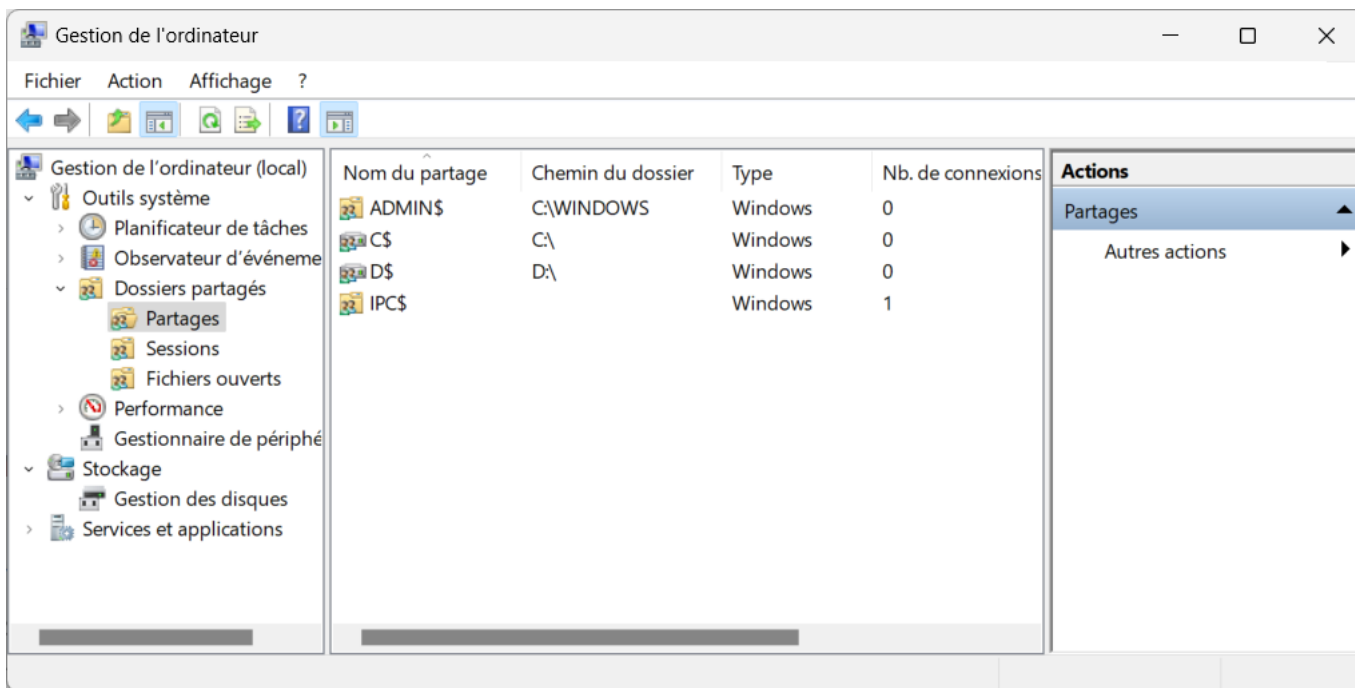 Gestion de l'ordinateur
Fichier Action Affichage ?
Gestion de l'ordinateur (local)
Outils système
Planificateur de tâches
Observateur d'événeme
Dossiers partagés
Partages
Sessions
Fichiers ouverts
Performance
Gestionnaire de périphé
Stockage
Gestion des disques
Services et applications
Nom du partage Chemin du dossier Type Nb. de connexions
ADMIN$ C:\WINDOWS Windows 0
C$ C:\ Windows 0
D$ D:\ Windows 0
IPC$ Windows 1
Actions
Partages
Autres actions